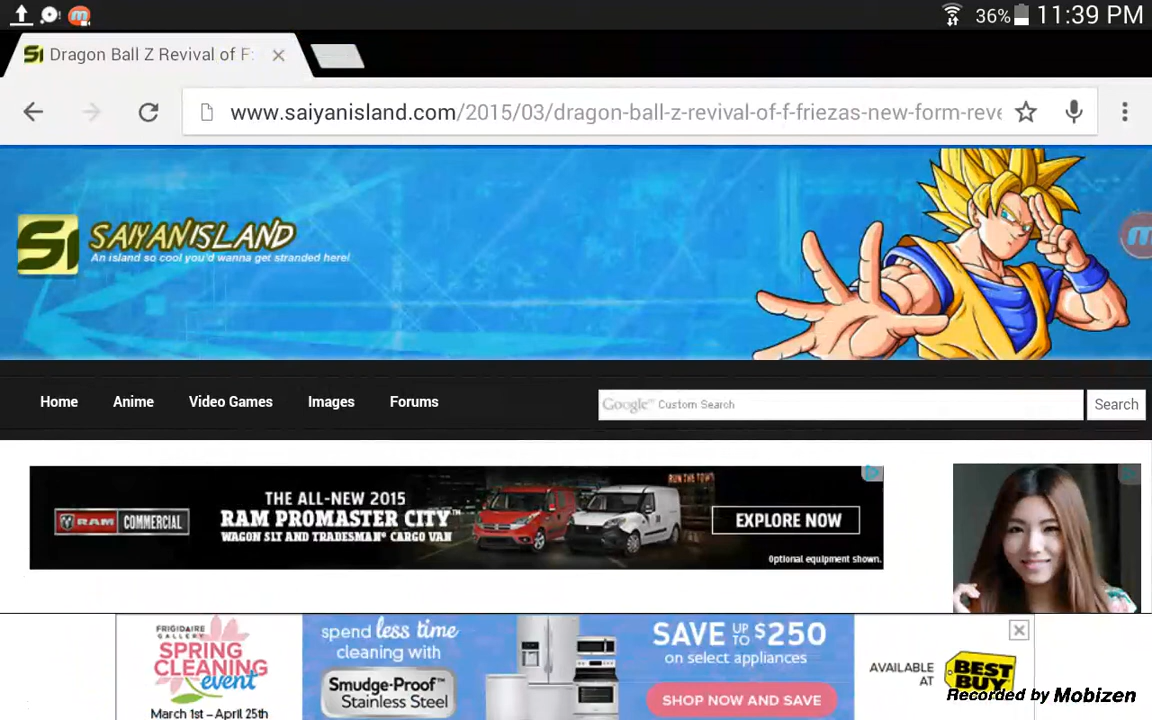 36% 11:39 PM
SI Dragon Ball Z Revival of F:
www.saiyanisland.com/2015/03/dragon-ball-z-revival-of-f-friezas-new-form-reve
SI SAIYANISLAND
An island so cool you'd wanna get stranded here!
Home Anime Video Games Images Forums Google™ Custom Search Search
THE ALL-NEW 2015
RAM COMMERCIAL RAM PROMASTER CITY™
WAGON SLT AND TRADESMAN® CARGO VAN
RUN THE TOWN
EXPLORE NOW
Optional equipment shown.
FRIGIDAIRE
GALLERY
SPRING
CLEANING
event
March 1st–April 25th
spend less time
cleaning with
Smudge-Proof™
Stainless Steel
SAVE UP TO $250
on select appliances
SHOP NOW AND SAVE
AVAILABLE
AT
BEST
BUY
Recorded by Mobizen